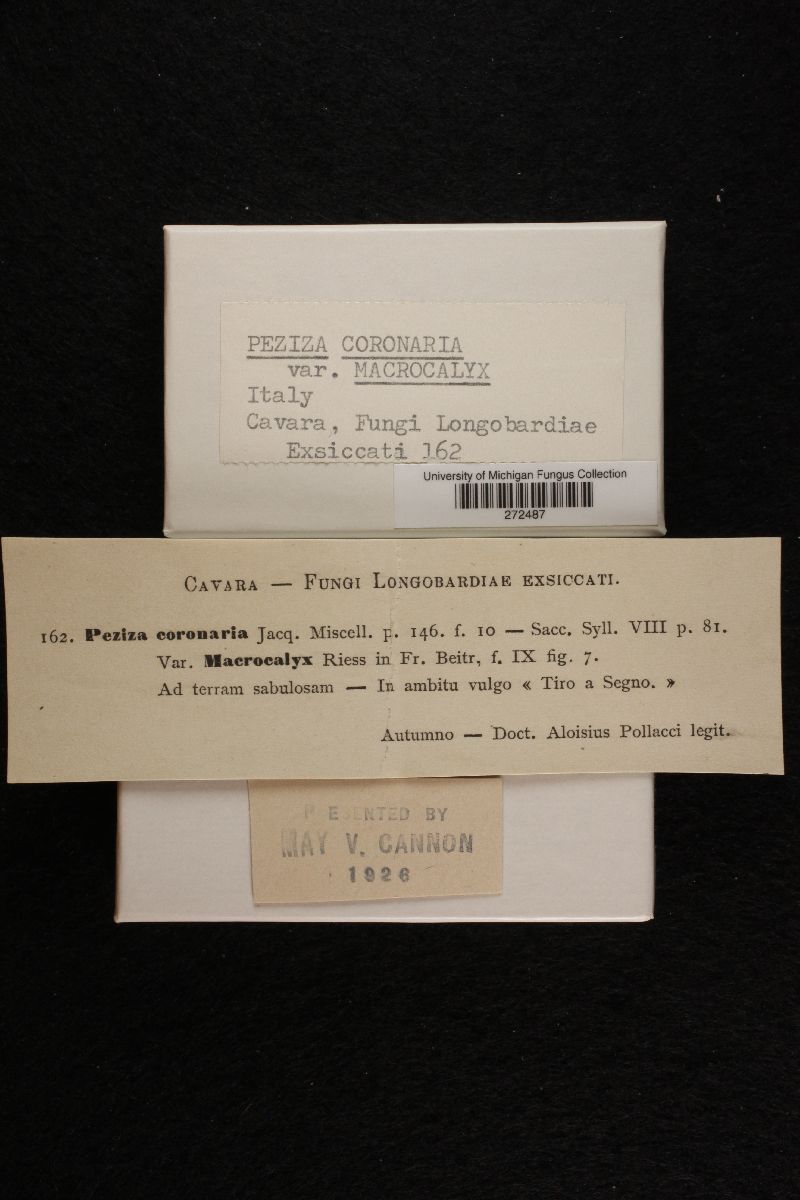 PEZIZA CORONARIA
var. MACROCALYX
Italy
Cavara, Fungi Longobardiae
Exsiccati 162
University of Michigan Fungus Collection
272487
CAVARA — FUNGI LONGOBARDIAE EXSICCATI.
162. Peziza coronaria Jacq. Miscell. p. 146. f. 10 — Sacc. Syll. VIII p. 81.
Var. Macrocalyx Riess in Fr. Beitr, f. IX fig. 7.
Ad terram sabulosam — In ambitu vulgo « Tiro a Segno. »
Autumno — Doct. Aloisius Pollacci legit.
PRESENTED BY
MAY V. CANNON
1926